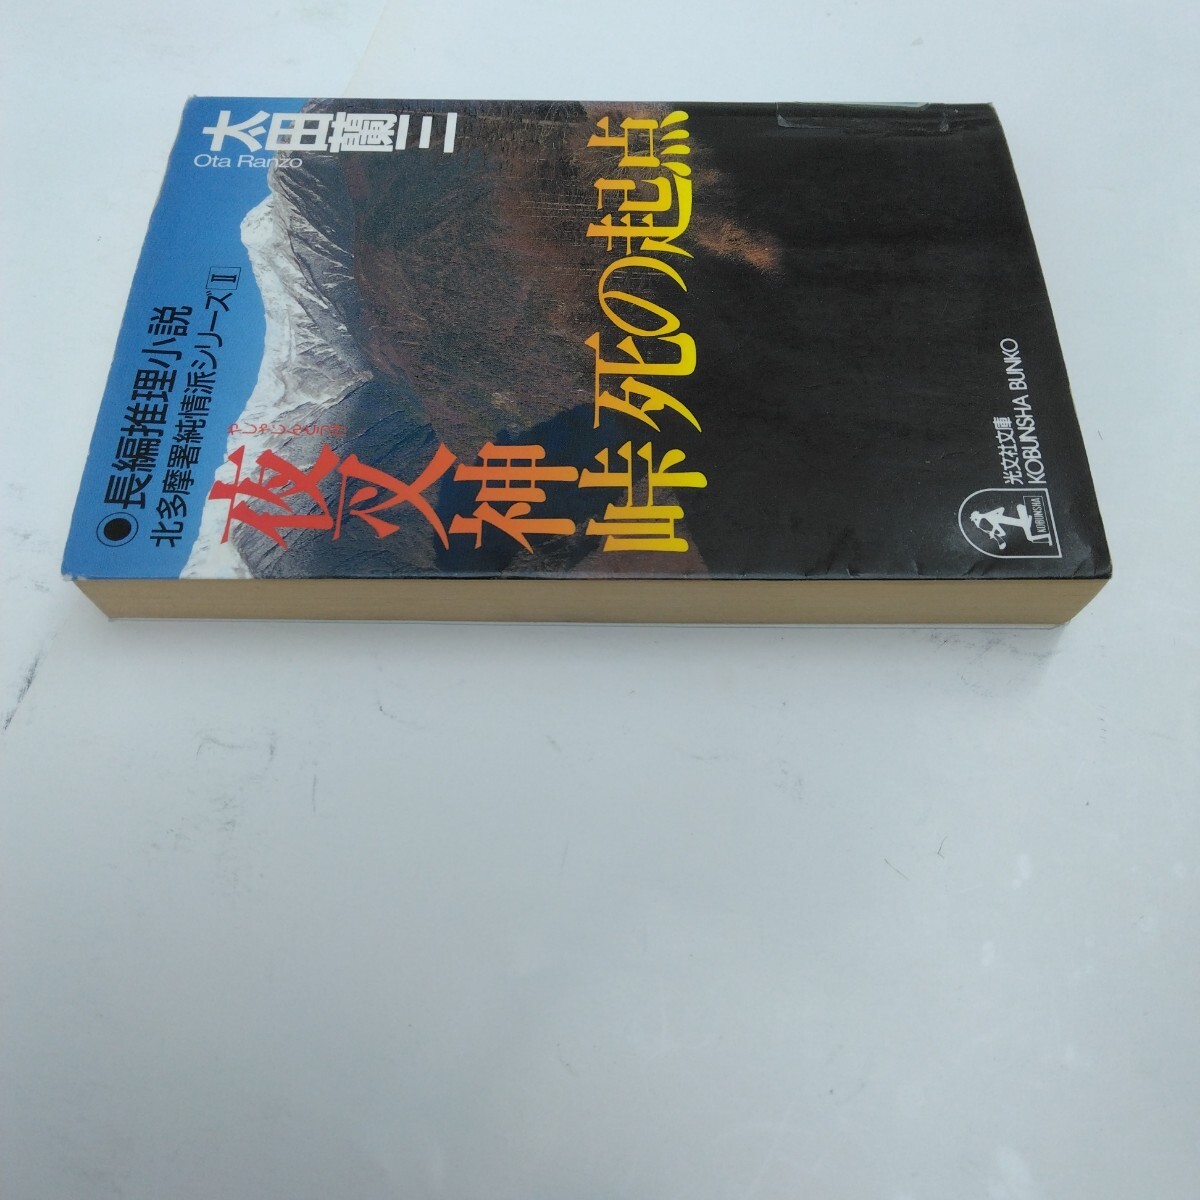 ●長編推理小説
北多摩署純情派シリーズⅡ
やしゃじんとうげ
夜叉神
峠 死の起点
太田蘭三
Ota Ranzo
光文社文庫
KOBUNSHA BUNKO
KOBUNSHA